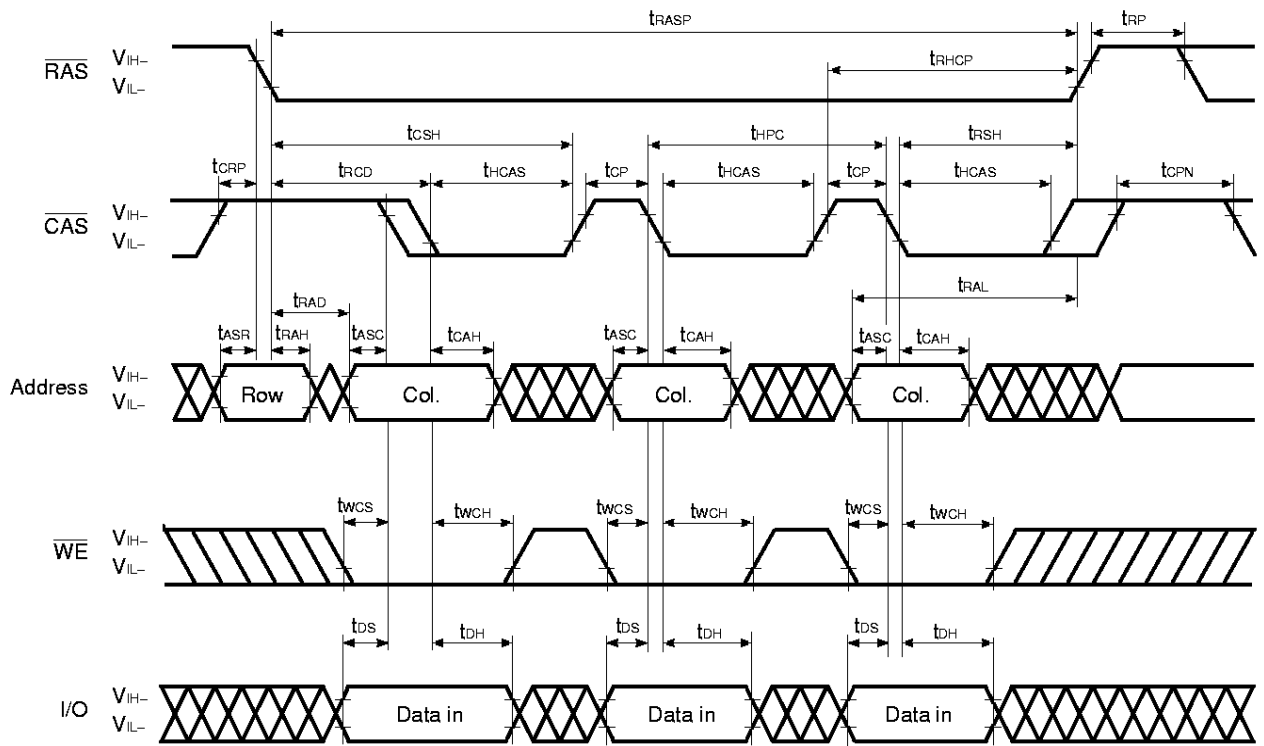 tRASP tRP
tRHCP
RAS VIH–
VIL–
tCSH tHPC tRSH
tCRP tRCD tHCAS tCP tHCAS tCP tHCAS tCPN
CAS VIH–
VIL–
tRAD tRAL
tASR tRAH tASC tCAH tASC tCAH tASC tCAH
Address VIH–
VIL–
Row Col. Col. Col.
tWCS tWCH tWCS tWCH tWCS tWCH
WE VIH–
VIL–
tDS tDH tDS tDH tDS tDH
I/O VIH–
VIL–
Data in Data in Data in